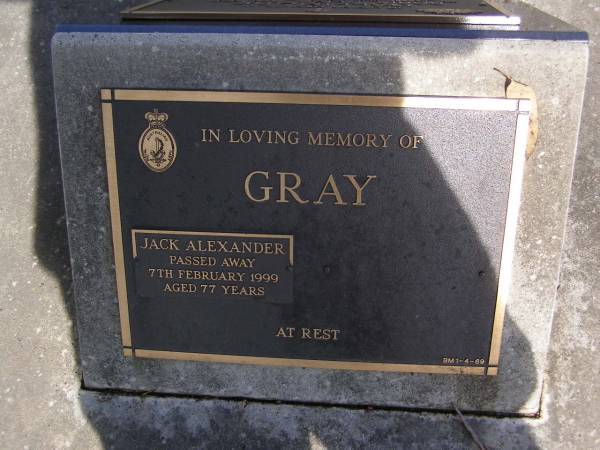 IN LOVING MEMORY OF
GRAY
JACK ALEXANDER
PASSED AWAY
7TH FEBRUARY 1999
AGED 77 YEARS
AT REST
BM1-4-69